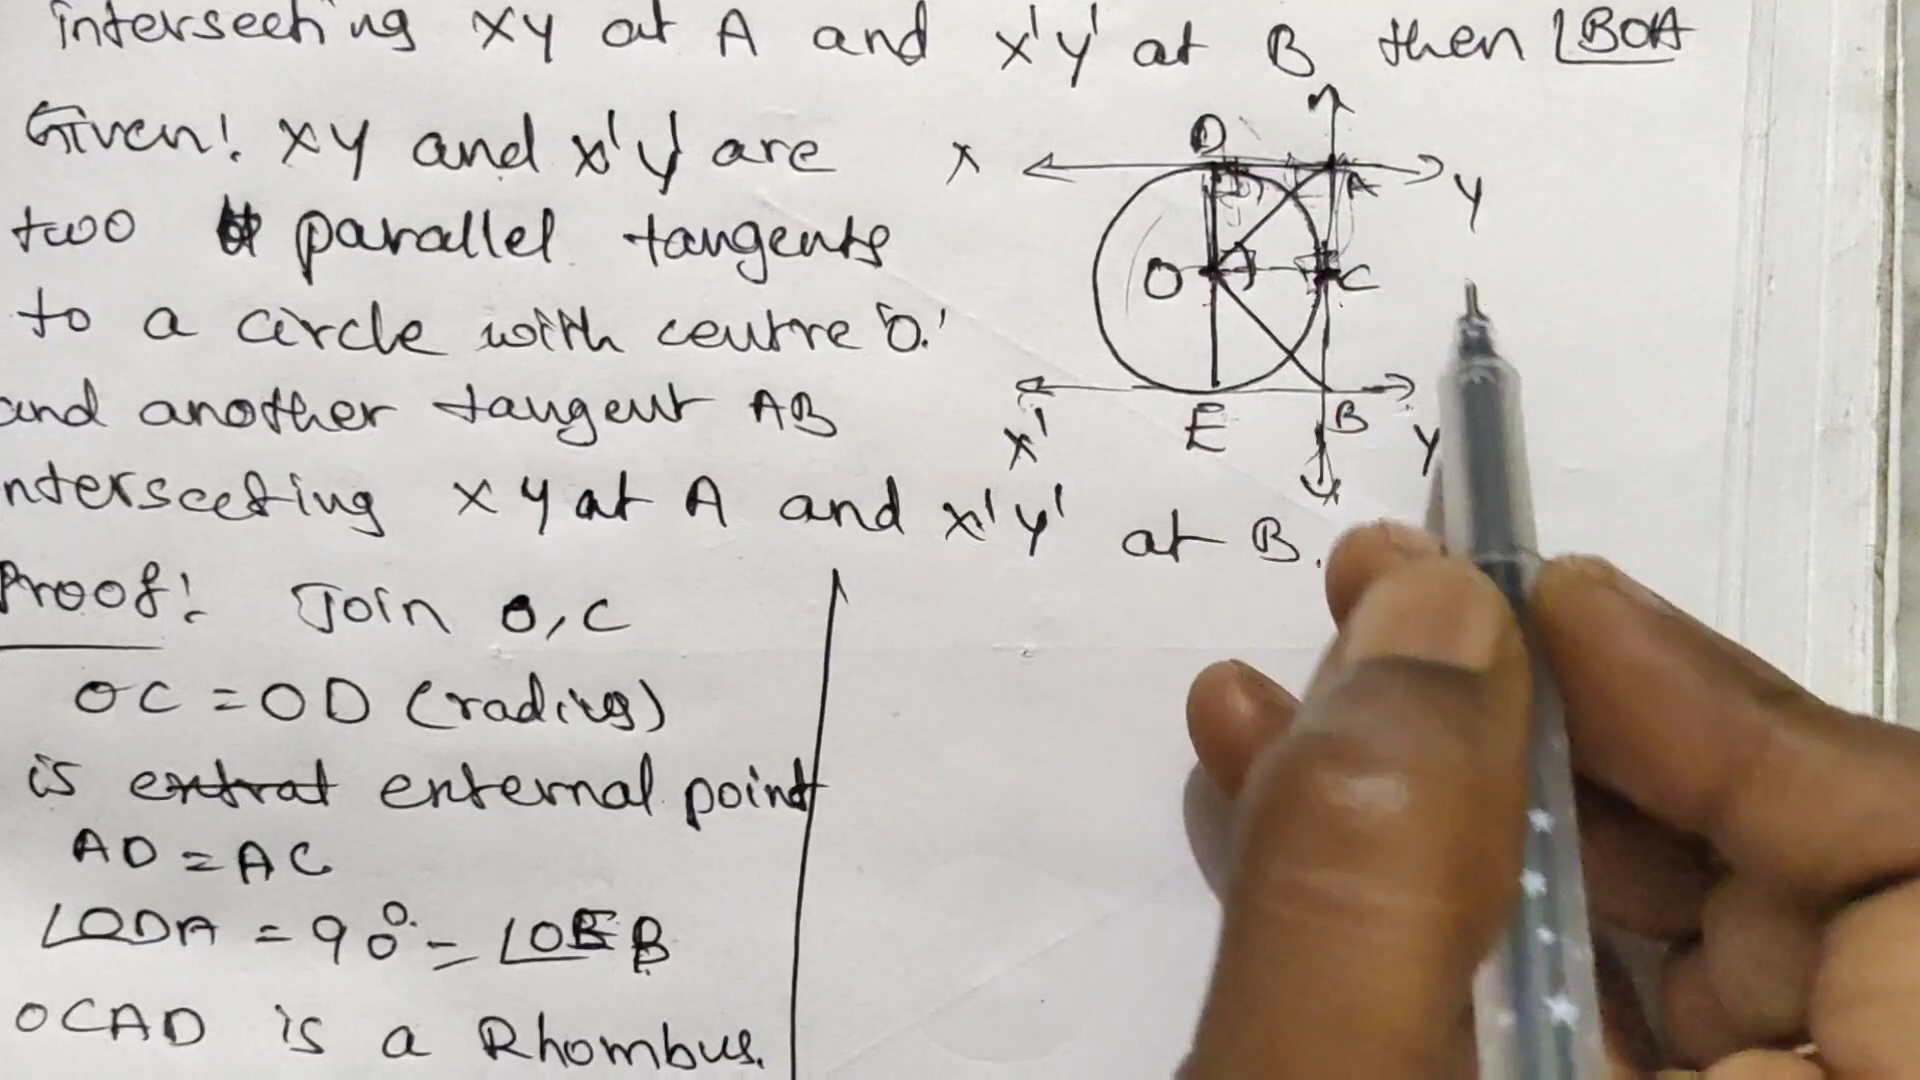 intersecting XY at A and X'Y' at B then ∠BOA
Given! XY and X'Y' are
two parallel tangents
to a circle with centre 'O.'
and another tangent AB
ntersecting XY at A and X'Y' at B.
Proof! Join O,C
OC = OD (radius)
is extrat external point
AD = AC
∠ODA = 90° = ∠OEB
OCAD is a Rhombus.
D
X
A
Y
O
C
E
B
X'
Y